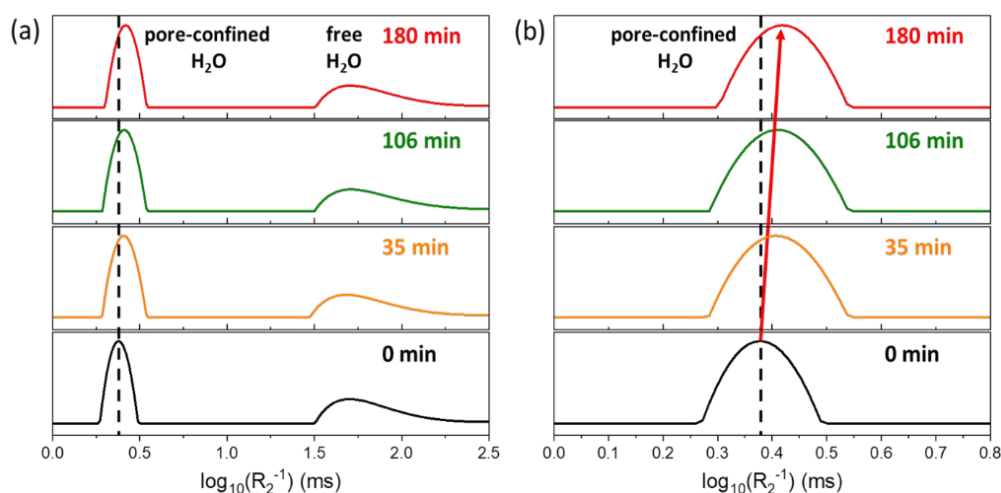 (a)
pore-confined
H₂O
free
H₂O
180 min
106 min
35 min
0 min
0.0 0.5 1.0 1.5 2.0 2.5
log₁₀(R₂⁻¹) (ms)
(b)
pore-confined
H₂O
180 min
106 min
35 min
0 min
0.0 0.1 0.2 0.3 0.4 0.5 0.6 0.7 0.8
log₁₀(R₂⁻¹) (ms)